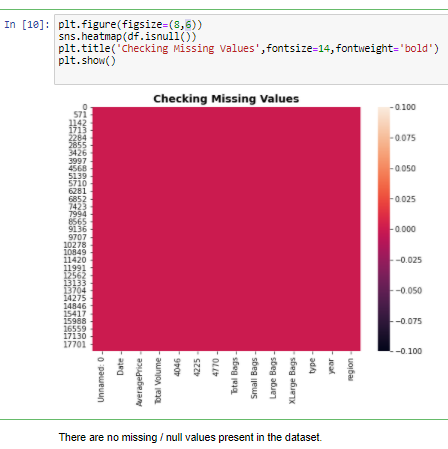 In [10]: plt.figure(figsize=(8,6))
sns.heatmap(df.isnull())
plt.title('Checking Missing Values',fontsize=14,fontweight='bold')
plt.show()
Checking Missing Values
0
571
1142
1713
2284
2855
3426
3997
4568
5139
5710
6281
6852
7423
7994
8565
9136
9707
10278
10849
11420
11991
12562
13133
13704
14275
14846
15417
15988
16559
17130
17701
Unnamed: 0
Date
AveragePrice
Total Volume
4046
4225
4770
Total Bags
Small Bags
Large Bags
XLarge Bags
type
year
region
0.100
0.075
0.050
0.025
0.000
-0.025
-0.050
-0.075
-0.100
There are no missing / null values present in the dataset.